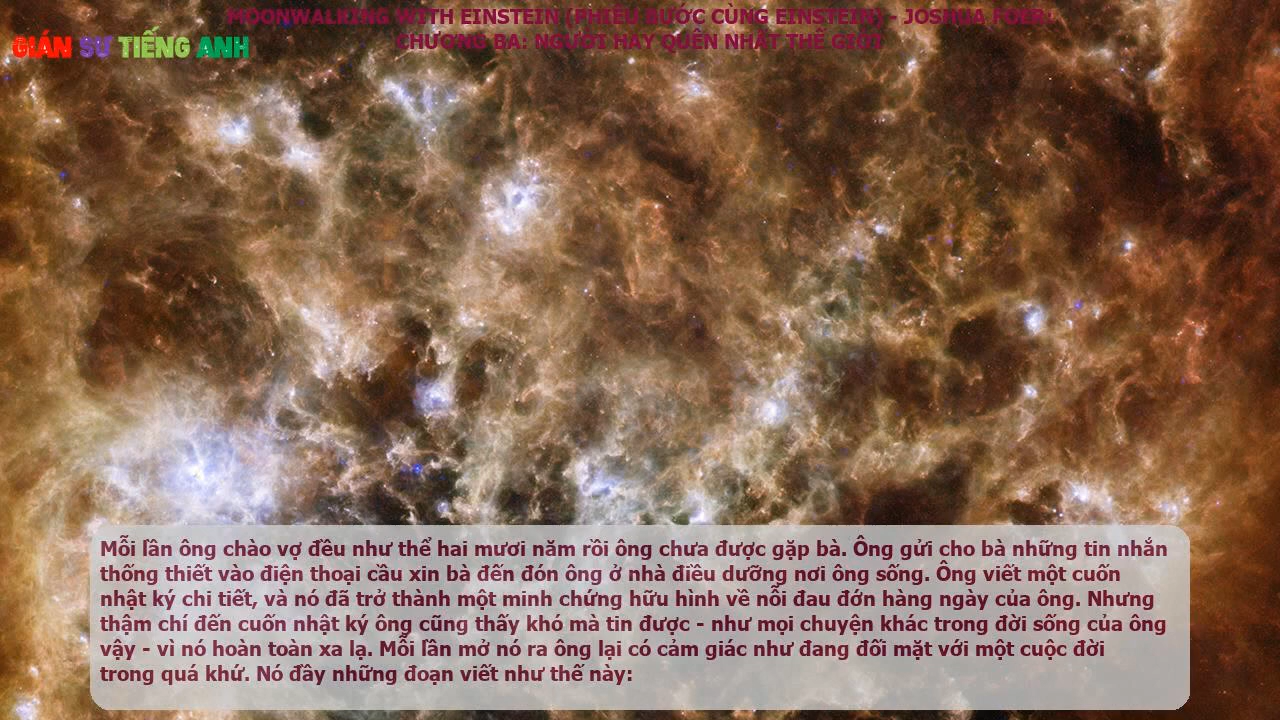 MOONWALKING WITH EINSTEIN (PHIÊU BƯỚC CÙNG EINSTEIN) - JOSHUA FOER
CHƯƠNG BA: NGƯỜI HAY QUÊN NHẤT THẾ GIỚI
GIÁN SỨ TIẾNG ANH
Mỗi lần ông chào vợ đều như thể hai mươi năm rồi ông chưa được gặp bà. Ông gửi cho bà những tin nhắn
thống thiết vào điện thoại cầu xin bà đến đón ông ở nhà điều dưỡng nơi ông sống. Ông viết một cuốn
nhật ký chi tiết, và nó đã trở thành một minh chứng hữu hình về nỗi đau đớn hàng ngày của ông. Nhưng
thậm chí đến cuốn nhật ký ông cũng thấy khó mà tin được - như mọi chuyện khác trong đời sống của ông
vậy - vì nó hoàn toàn xa lạ. Mỗi lần mở nó ra ông lại có cảm giác như đang đối mặt với một cuộc đời
trong quá khứ. Nó đầy những đoạn viết như thế này: